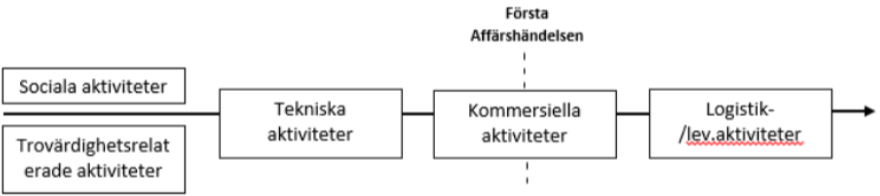 Första
Affärshändelsen
Sociala aktiviteter
Trovärdighetsrelat
erade aktiviteter
Tekniska
aktiviteter
Kommersiella
aktiviteter
Logistik-
/lev.aktiviteter